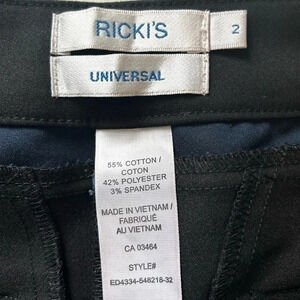 RICKI'S
2
UNIVERSAL
55% COTTON /
COTON
42% POLYESTER
3% SPANDEX
MADE IN VIETNAM /
FABRIQUÉ
AU VIETNAM
CA 03464
STYLE#
ED4334-546218-32